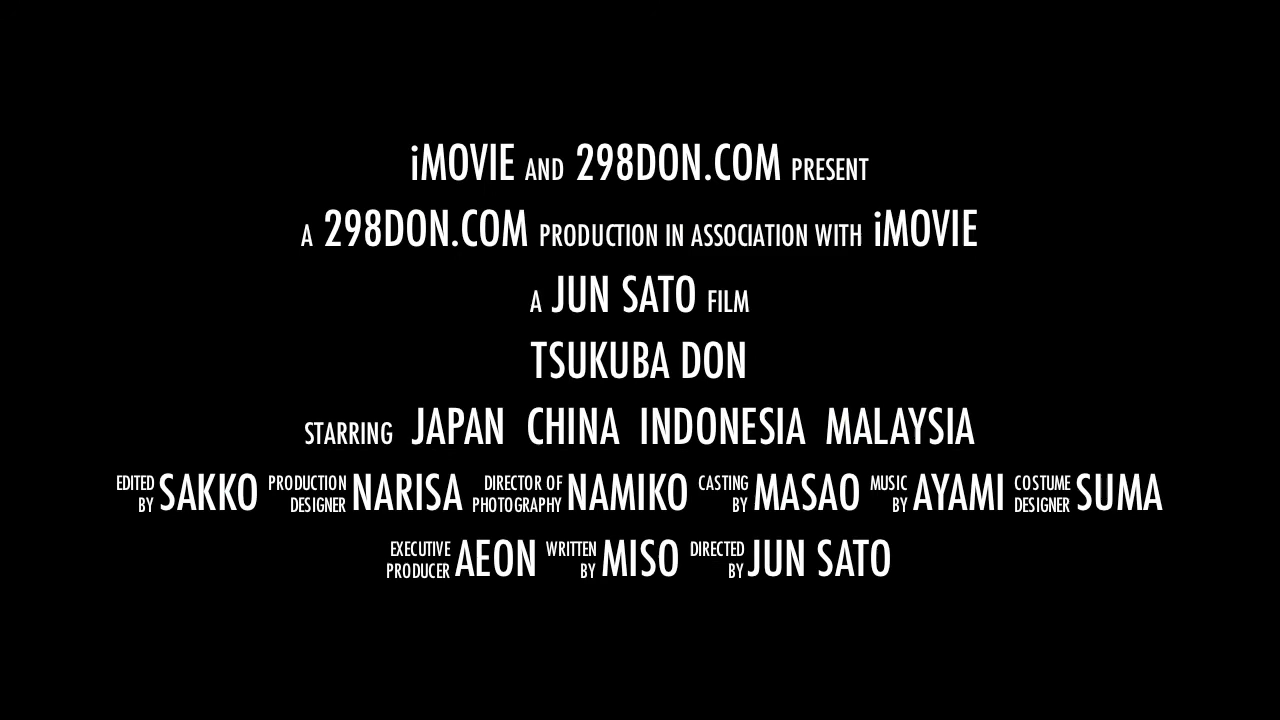 iMOVIE AND 298DON.COM PRESENT
A 298DON.COM PRODUCTION IN ASSOCIATION WITH iMOVIE
A JUN SATO FILM
TSUKUBA DON
STARRING JAPAN CHINA INDONESIA MALAYSIA
EDITED BY SAKKO PRODUCTION DESIGNER NARISA DIRECTOR OF PHOTOGRAPHY NAMIKO CASTING BY MASAO MUSIC BY AYAMI COSTUME DESIGNER SUMA
EXECUTIVE PRODUCER AEON WRITTEN BY MISO DIRECTED BY JUN SATO